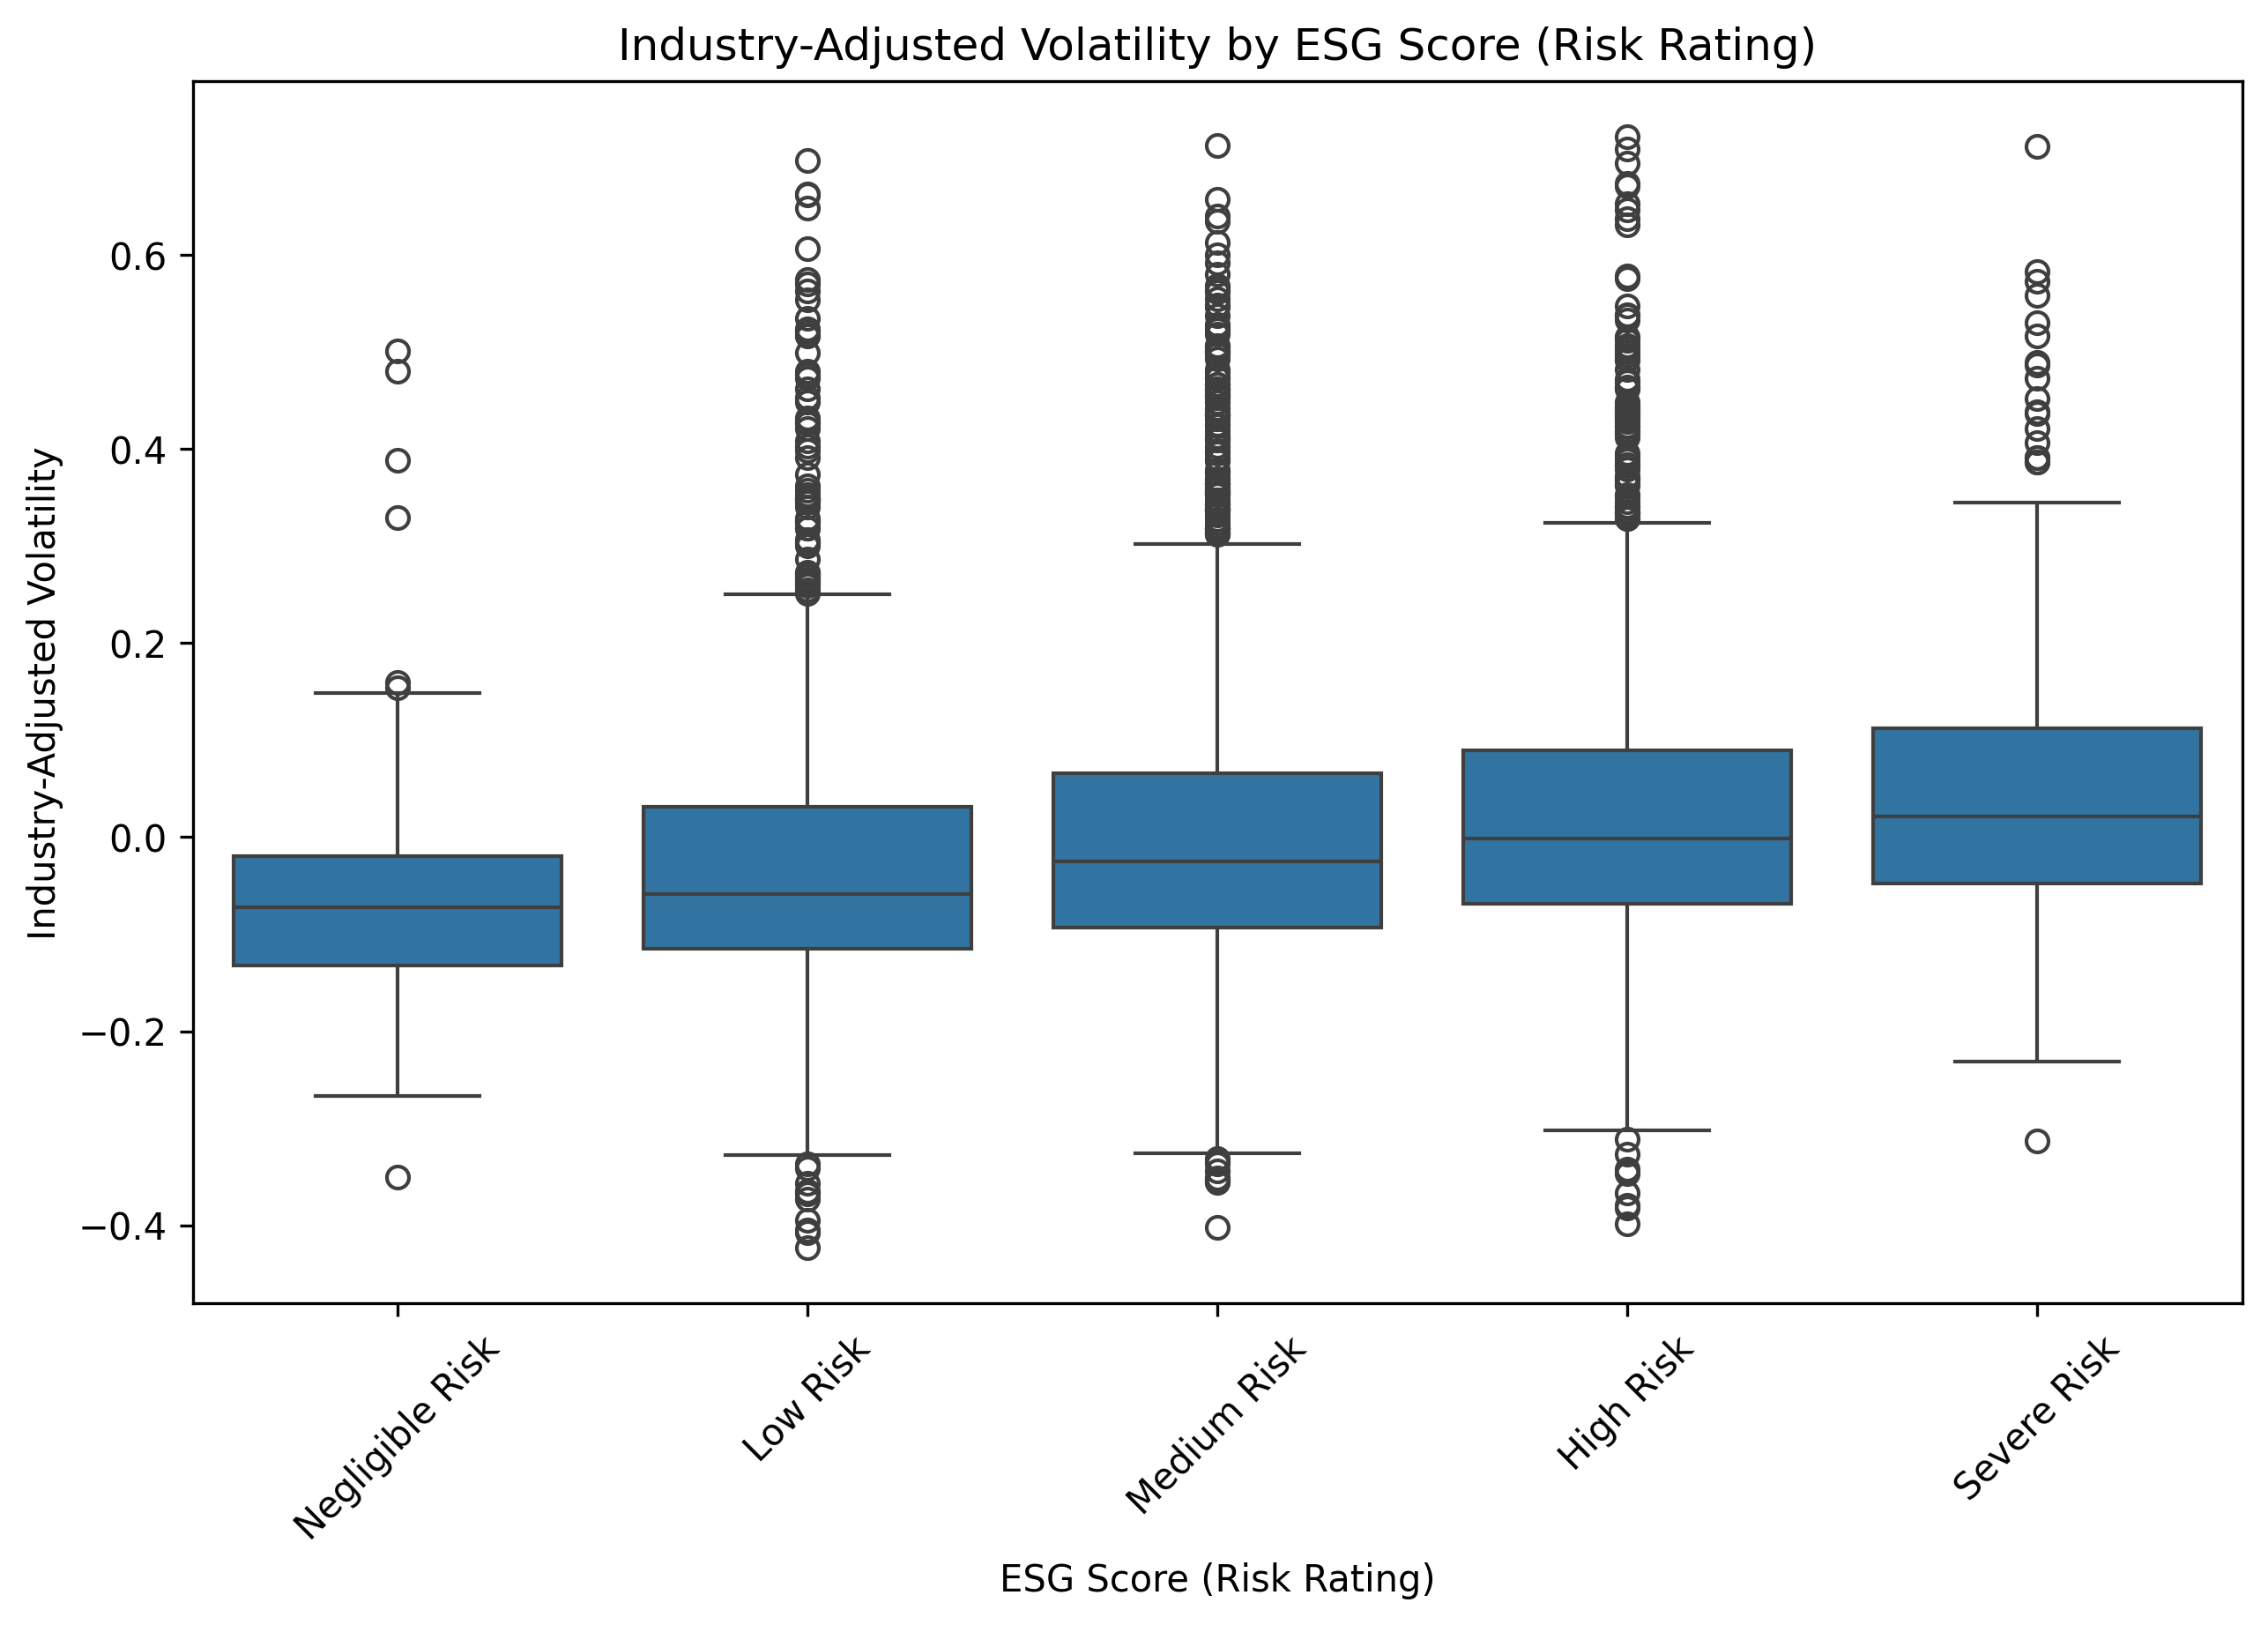 Industry-Adjusted Volatility by ESG Score (Risk Rating)
Industry-Adjusted Volatility
0.6
0.4
0.2
0.0
−0.2
−0.4
Negligible Risk
Low Risk
Medium Risk
High Risk
Severe Risk
ESG Score (Risk Rating)